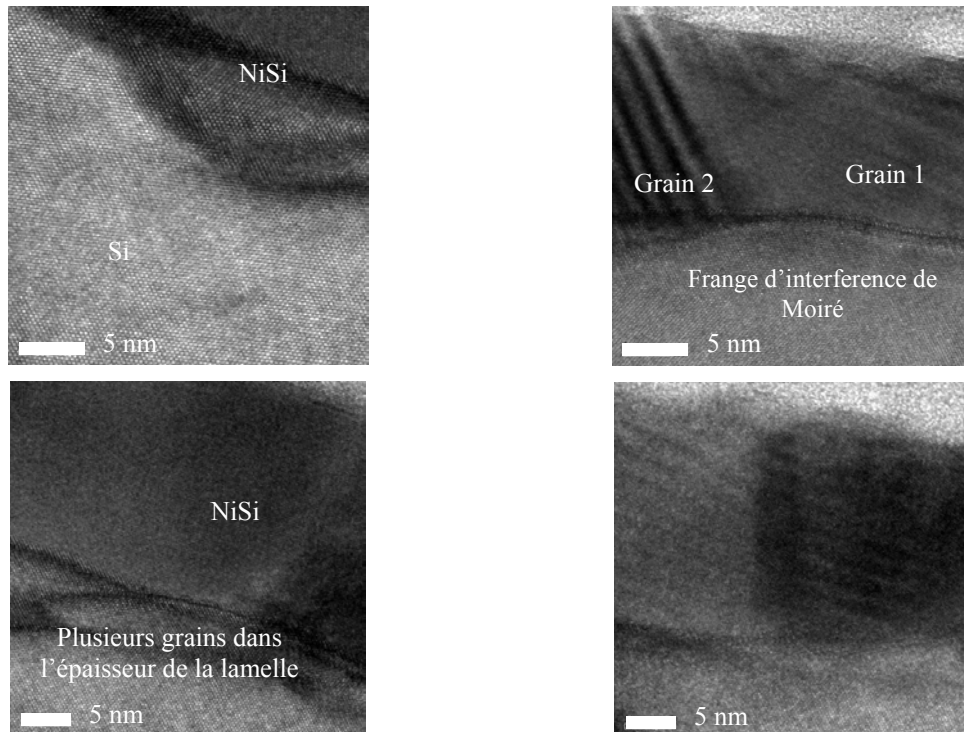 NiSi
Si
5 nm
Grain 2
Grain 1
Frange d'interference de
Moiré
5 nm
NiSi
Plusieurs grains dans
l'épaisseur de la lamelle
5 nm
5 nm